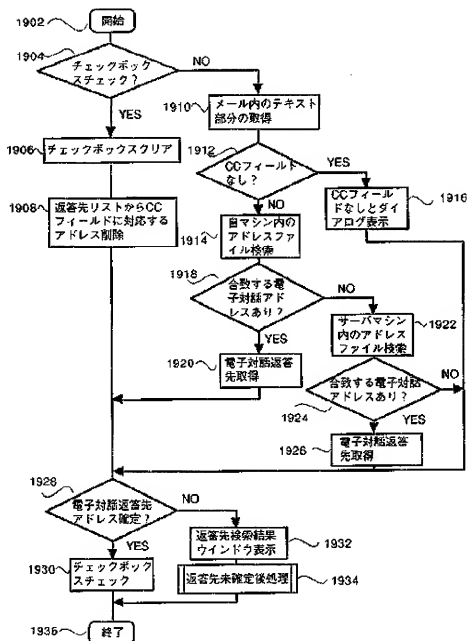 1902
開始
1904
チェックボック
スチェック?
NO
YES
1910
メール内のテキスト
部分の取得
1906
チェックボックスクリア
1912
CCフィールド
なし?
YES
NO
1908
返答先リストからCC
フィールドに対応する
アドレス削除
CCフィール
ドなしとダイ
アログ表示
1916
1914
自マシン内の
アドレスファイ
ル検索
1918
合致する電
子対話アド
レスあり?
NO
YES
サーバマシン
内のアドレス
ファイル検索
1922
1920
電子対話返答
先取得
合致する電子対話
アドレスあり?
NO
1924
YES
1926
電子対話返答
先取得
1928
電子対話返答先
アドレス確定?
NO
YES
返答先検索結果
ウインドウ表示
1932
1930
チェックボック
スチェック
返答先未確定後処理
1934
1936
終了